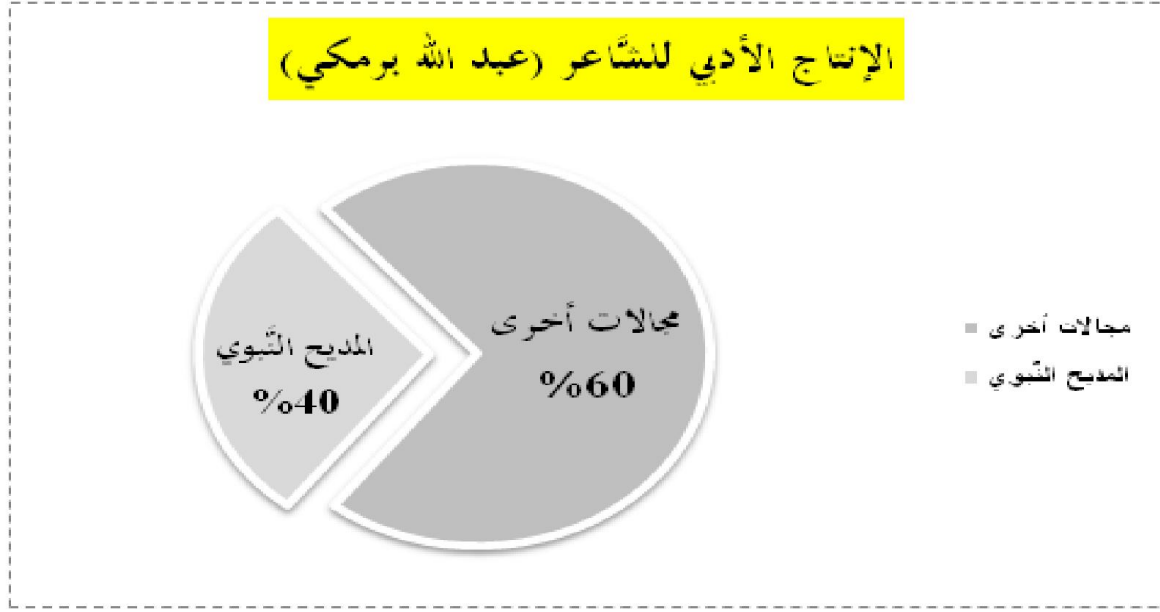 الإنتاج الأدبي للشَّاعر (عبد الله برمكي)
مجالات أخرى
%60
المديح النَّبوي
%40
مجالات أخرى
المديح النَّبوي